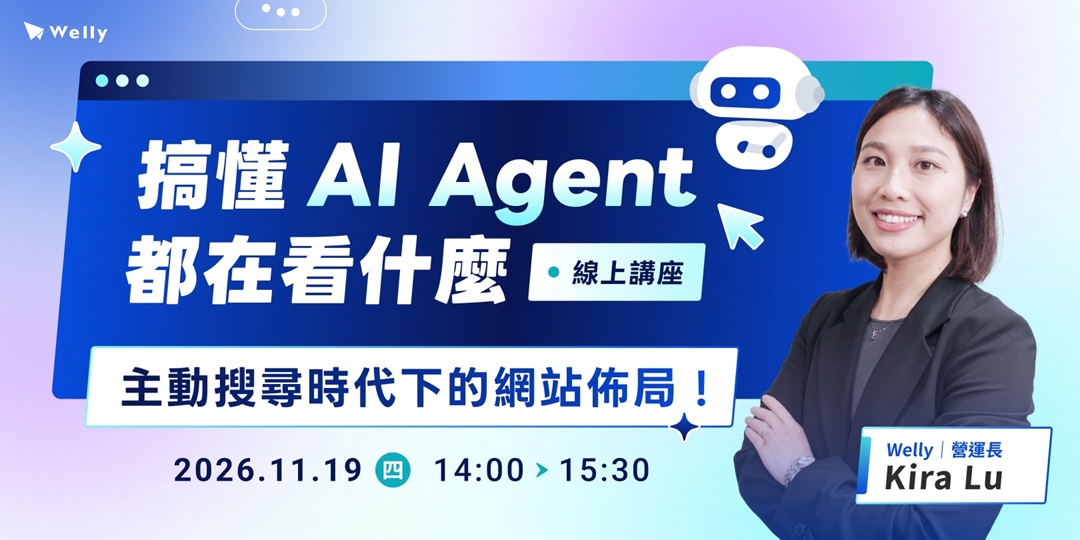 Welly
搞懂 AI Agent
都在看什麼
線上講座
主動搜尋時代下的網站佈局！
2026.11.19 四 14:00 > 15:30
Welly｜營運長
Kira Lu